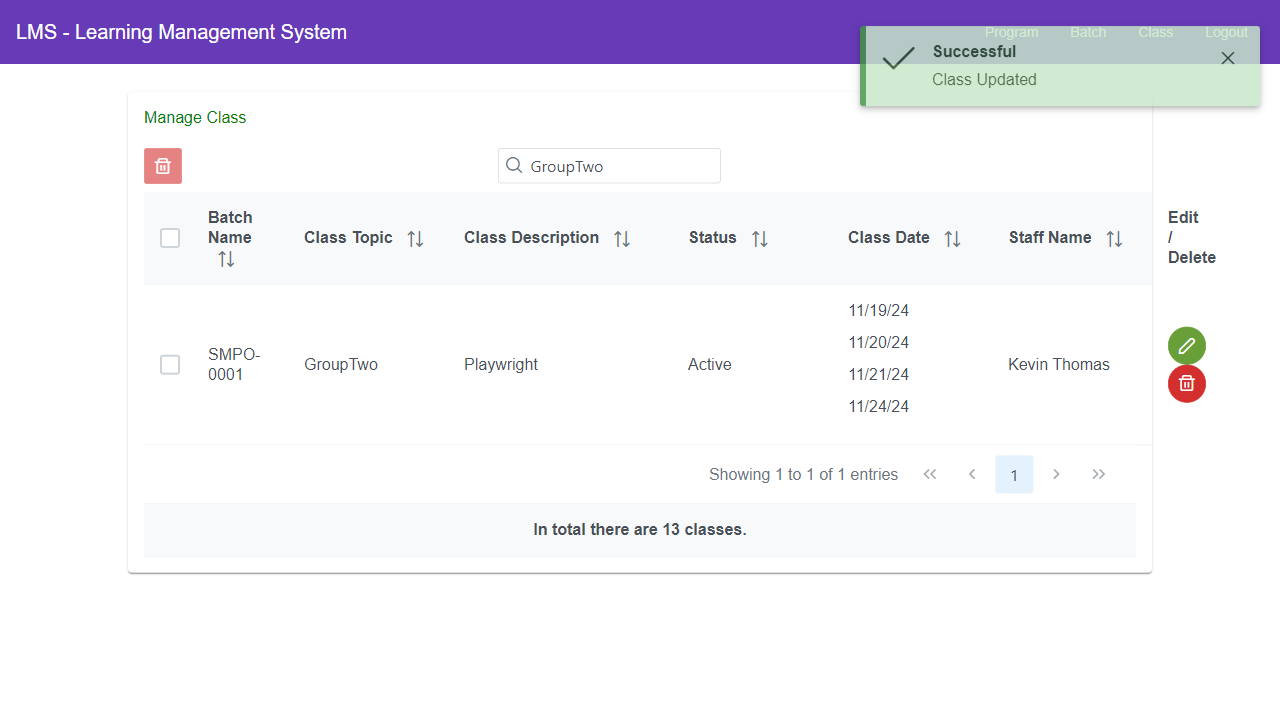 LMS - Learning Management System
Program Batch Class Logout
Successful
Class Updated
Manage Class
GroupTwo
Batch Name Class Topic Class Description Status Class Date Staff Name Edit / Delete
SMPO-0001 GroupTwo Playwright Active 11/19/24 Kevin Thomas
11/20/24
11/21/24
11/24/24
Showing 1 to 1 of 1 entries 1
In total there are 13 classes.